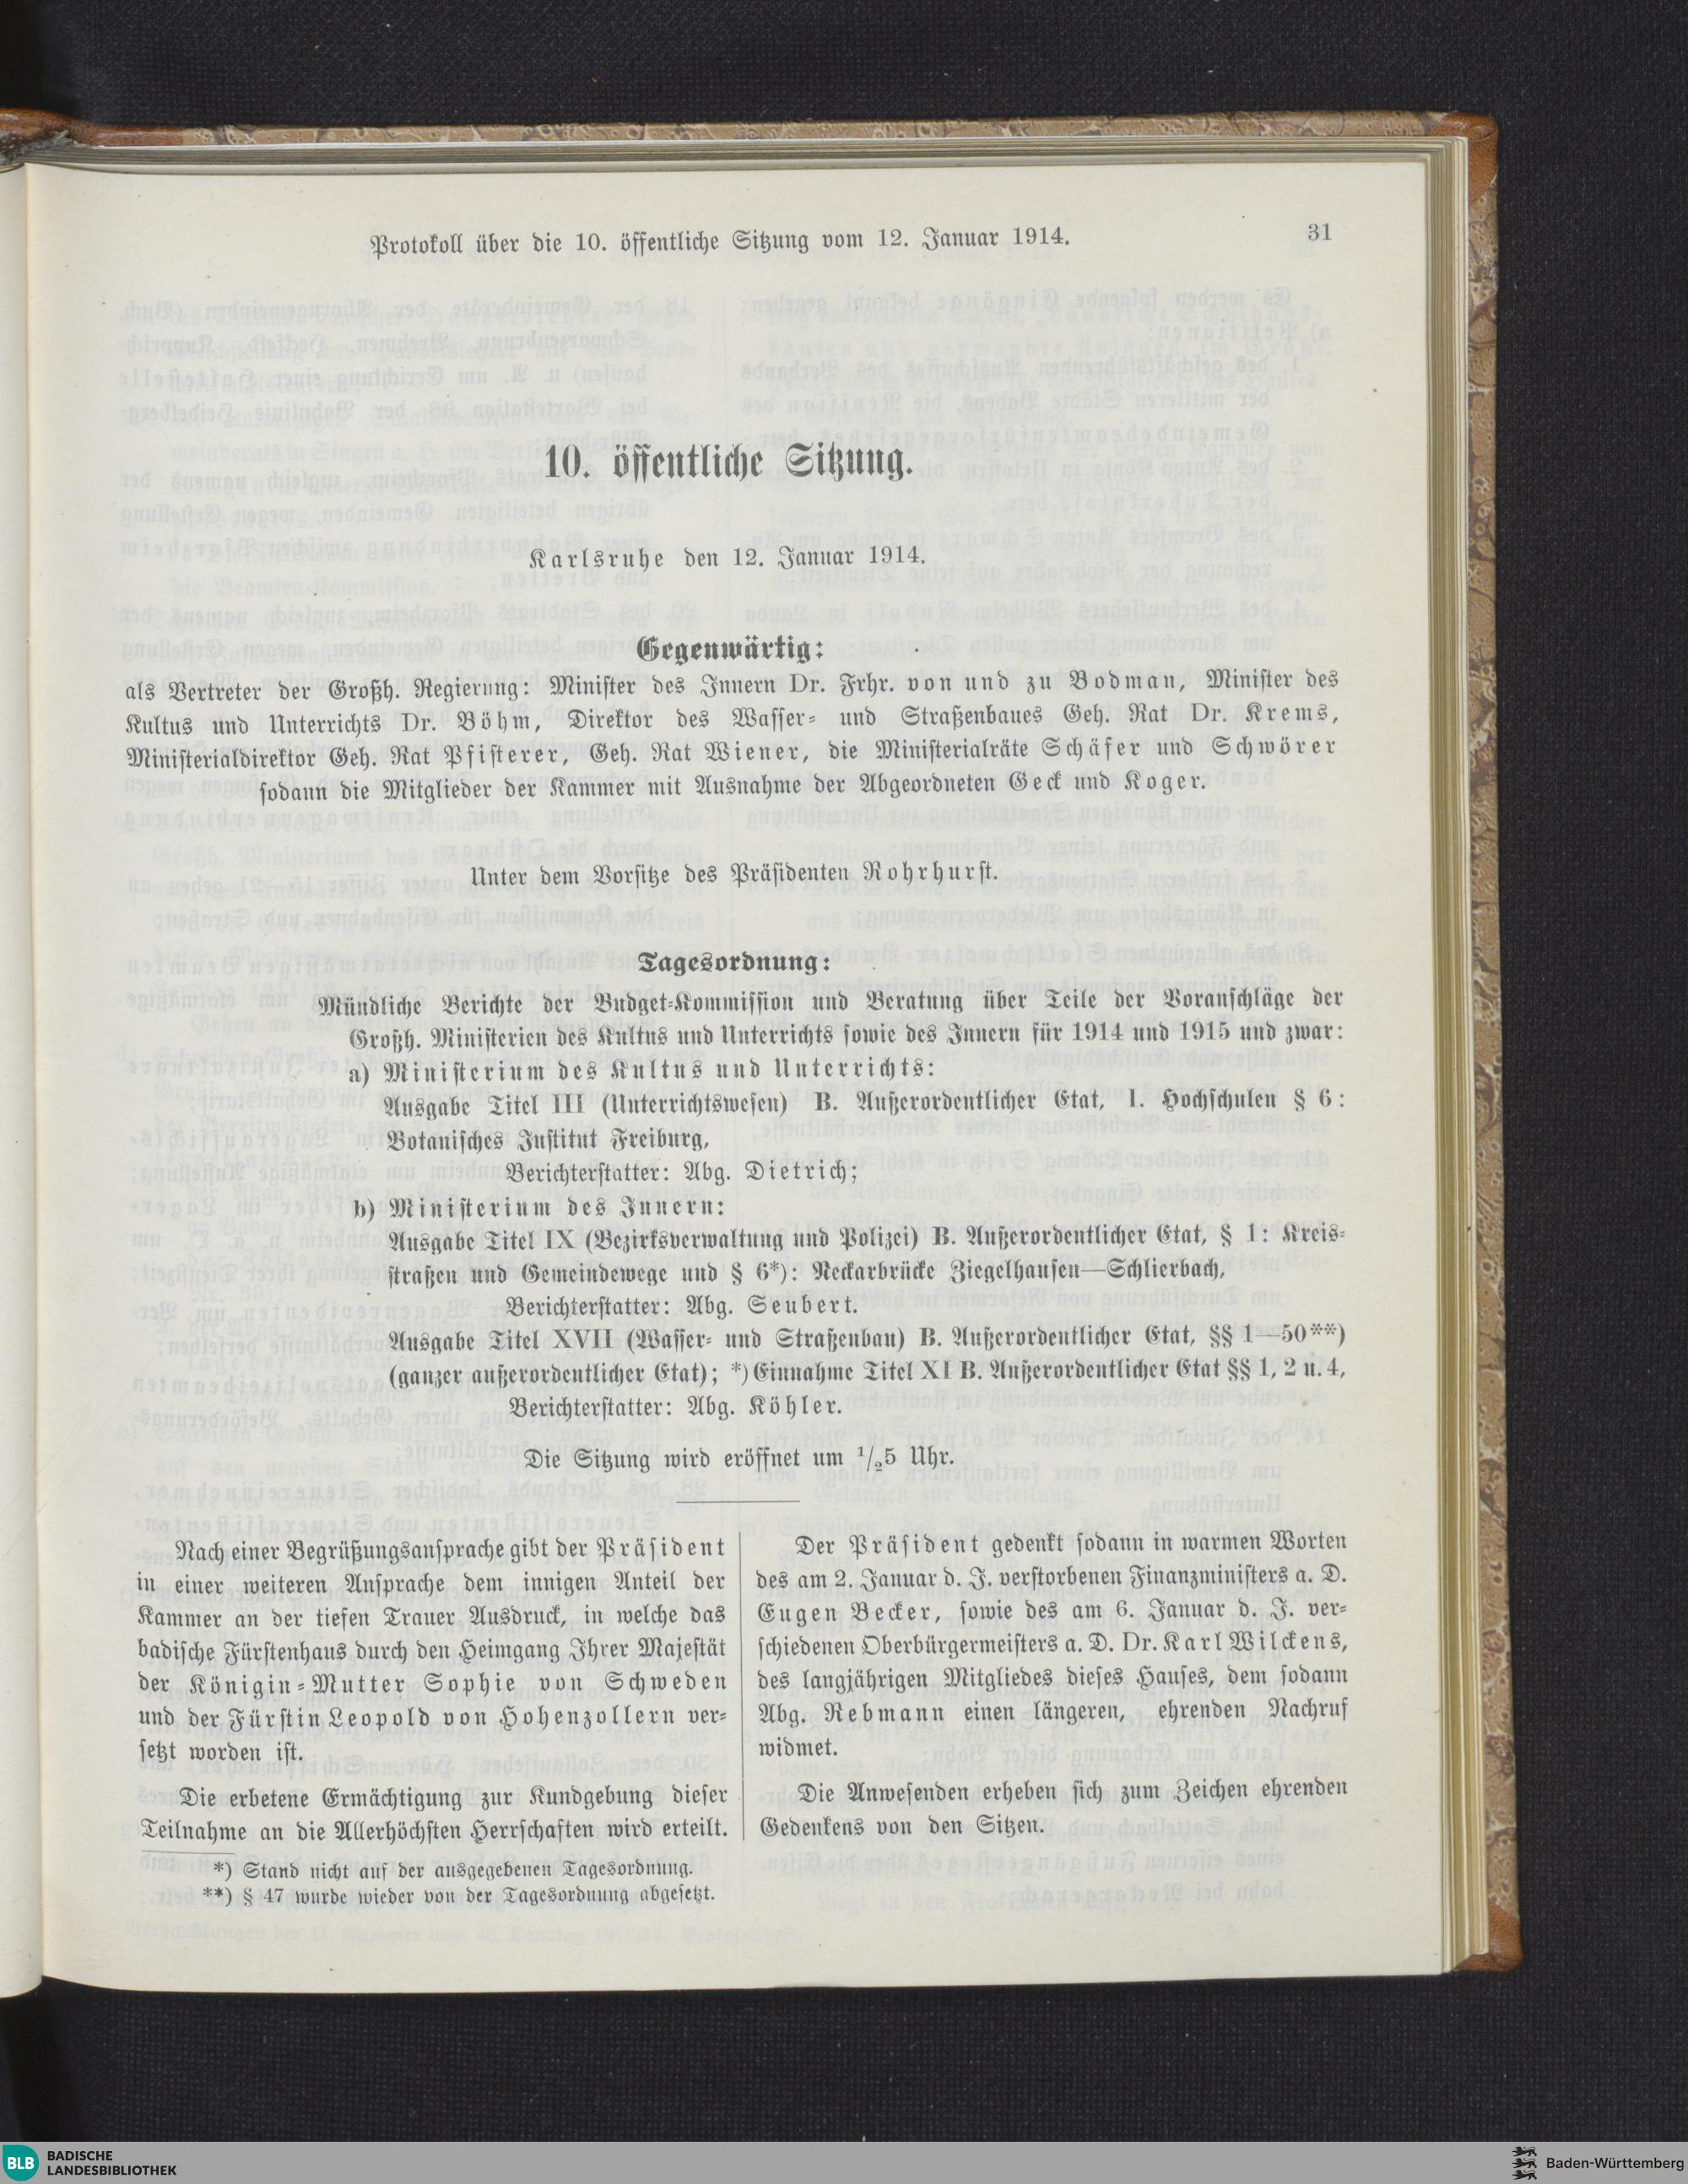 Protokoll über die 10. öffentliche Sitzung vom 12. Januar 1914.
31
10. öffentliche Sitzung.
Karlsruhe den 12. Januar 1914.
Gegenwärtig:
als Vertreter der Großh. Regierung: Minister des Innern Dr. Frhr. von und zu Bodman, Minister des
Kultus und Unterrichts Dr. Böhm, Direktor des Wasser- und Straßenbaues Geh. Rat Dr. Krems,
Ministerialdirektor Geh. Rat Pfisterer, Geh. Rat Wiener, die Ministerialräte Schäfer und Schwörer
sodann die Mitglieder der Kammer mit Ausnahme der Abgeordneten Geck und Koger.
Unter dem Vorsitze des Präsidenten Rohrhurst.
Tagesordnung:
Mündliche Berichte der Budget-Kommission und Beratung über Teile der Voranschläge der
Großh. Ministerien des Kultus und Unterrichts sowie des Innern für 1914 und 1915 und zwar:
a) Ministerium des Kultus und Unterrichts:
Ausgabe Titel III (Unterrichtswesen) B. Außerordentlicher Etat, I. Hochschulen § 6:
Botanisches Institut Freiburg,
Berichterstatter: Abg. Dietrich;
b) Ministerium des Innern:
Ausgabe Titel IX (Bezirksverwaltung und Polizei) B. Außerordentlicher Etat, § 1: Kreis-
straßen und Gemeindewege und § 6*): Neckarbrücke Ziegelhausen—Schlierbach,
Berichterstatter: Abg. Seubert.
Ausgabe Titel XVII (Wasser- und Straßenbau) B. Außerordentlicher Etat, §§ 1—50**)
(ganzer außerordentlicher Etat); *) Einnahme Titel XI B. Außerordentlicher Etat §§ 1, 2 u. 4,
Berichterstatter: Abg. Köhler.
Die Sitzung wird eröffnet um 1/25 Uhr.
Nach einer Begrüßungsansprache gibt der Präsident
in einer weiteren Ansprache dem innigen Anteil der
Kammer an der tiefen Trauer Ausdruck, in welche das
badische Fürstenhaus durch den Heimgang Ihrer Majestät
der Königin-Mutter Sophie von Schweden
und der Fürstin Leopold von Hohenzollern ver-
setzt worden ist.
Die erbetene Ermächtigung zur Kundgebung dieser
Teilnahme an die Allerhöchsten Herrschaften wird erteilt.
*) Stand nicht auf der ausgegebenen Tagesordnung.
**) § 47 wurde wieder von der Tagesordnung abgesetzt.
Der Präsident gedenkt sodann in warmen Worten
des am 2. Januar d. J. verstorbenen Finanzministers a. D.
Eugen Becker, sowie des am 6. Januar d. J. ver-
schiedenen Oberbürgermeisters a. D. Dr. Karl Wilckens,
des langjährigen Mitgliedes dieses Hauses, dem sodann
Abg. Rebmann einen längeren, ehrenden Nachruf
widmet.
Die Anwesenden erheben sich zum Zeichen ehrenden
Gedenkens von den Sitzen.
BLB BADISCHE
LANDESBIBLIOTHEK
Baden-Württemberg